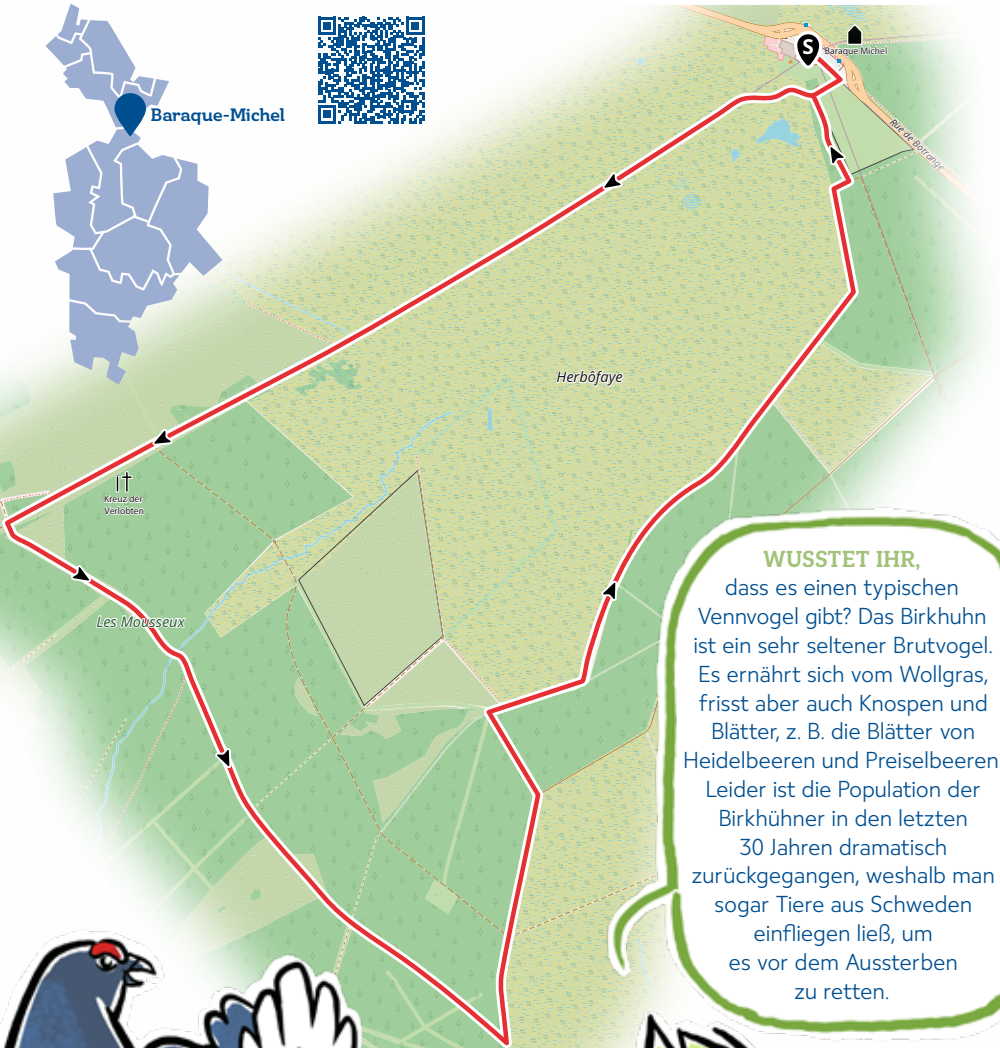 Baraque-Michel
S
Baraque Michel
Rue de Botrange
Herbôfaye
Kreuz der
Verlobten
Les Mousseux
WUSSTET IHR,
dass es einen typischen
Vennvogel gibt? Das Birkhuhn
ist ein sehr seltener Brutvogel.
Es ernährt sich vom Wollgras,
frisst aber auch Knospen und
Blätter, z. B. die Blätter von
Heidelbeeren und Preiselbeeren
Leider ist die Population der
Birkhühner in den letzten
30 Jahren dramatisch
zurückgegangen, weshalb man
sogar Tiere aus Schweden
einfliegen ließ, um
es vor dem Aussterben
zu retten.